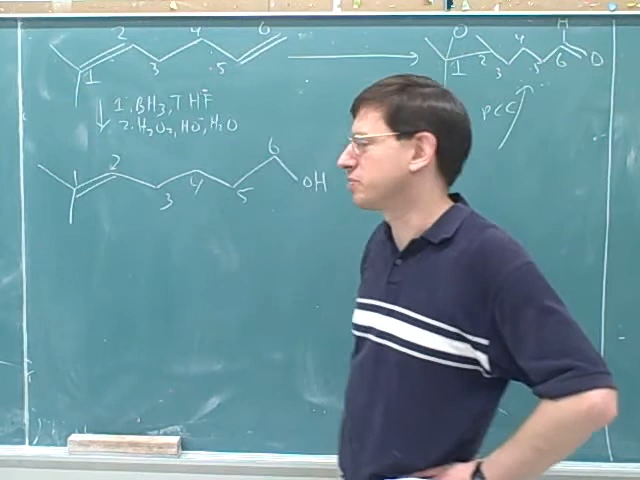 2 4 6
1 3 5
O H
1 2 3 4 5 6 O
1. BH3, THF
2. H2O2, HO-, H2O
PCC
2 6
3 4 5 OH